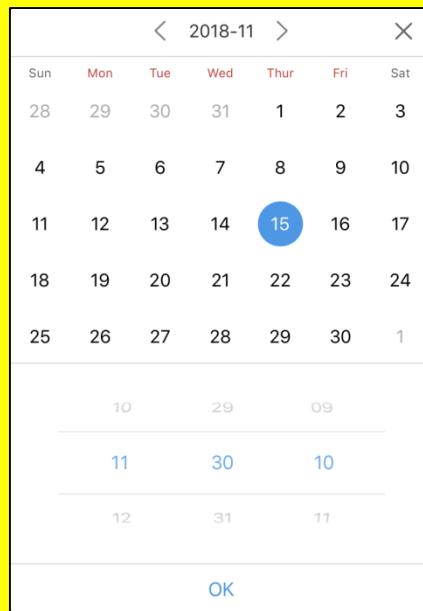 2018-11
Sun Mon Tue Wed Thur Fri Sat
28 29 30 31 1 2 3
4 5 6 7 8 9 10
11 12 13 14 15 16 17
18 19 20 21 22 23 24
25 26 27 28 29 30 1
10 29 09
11 30 10
12 31 11
OK